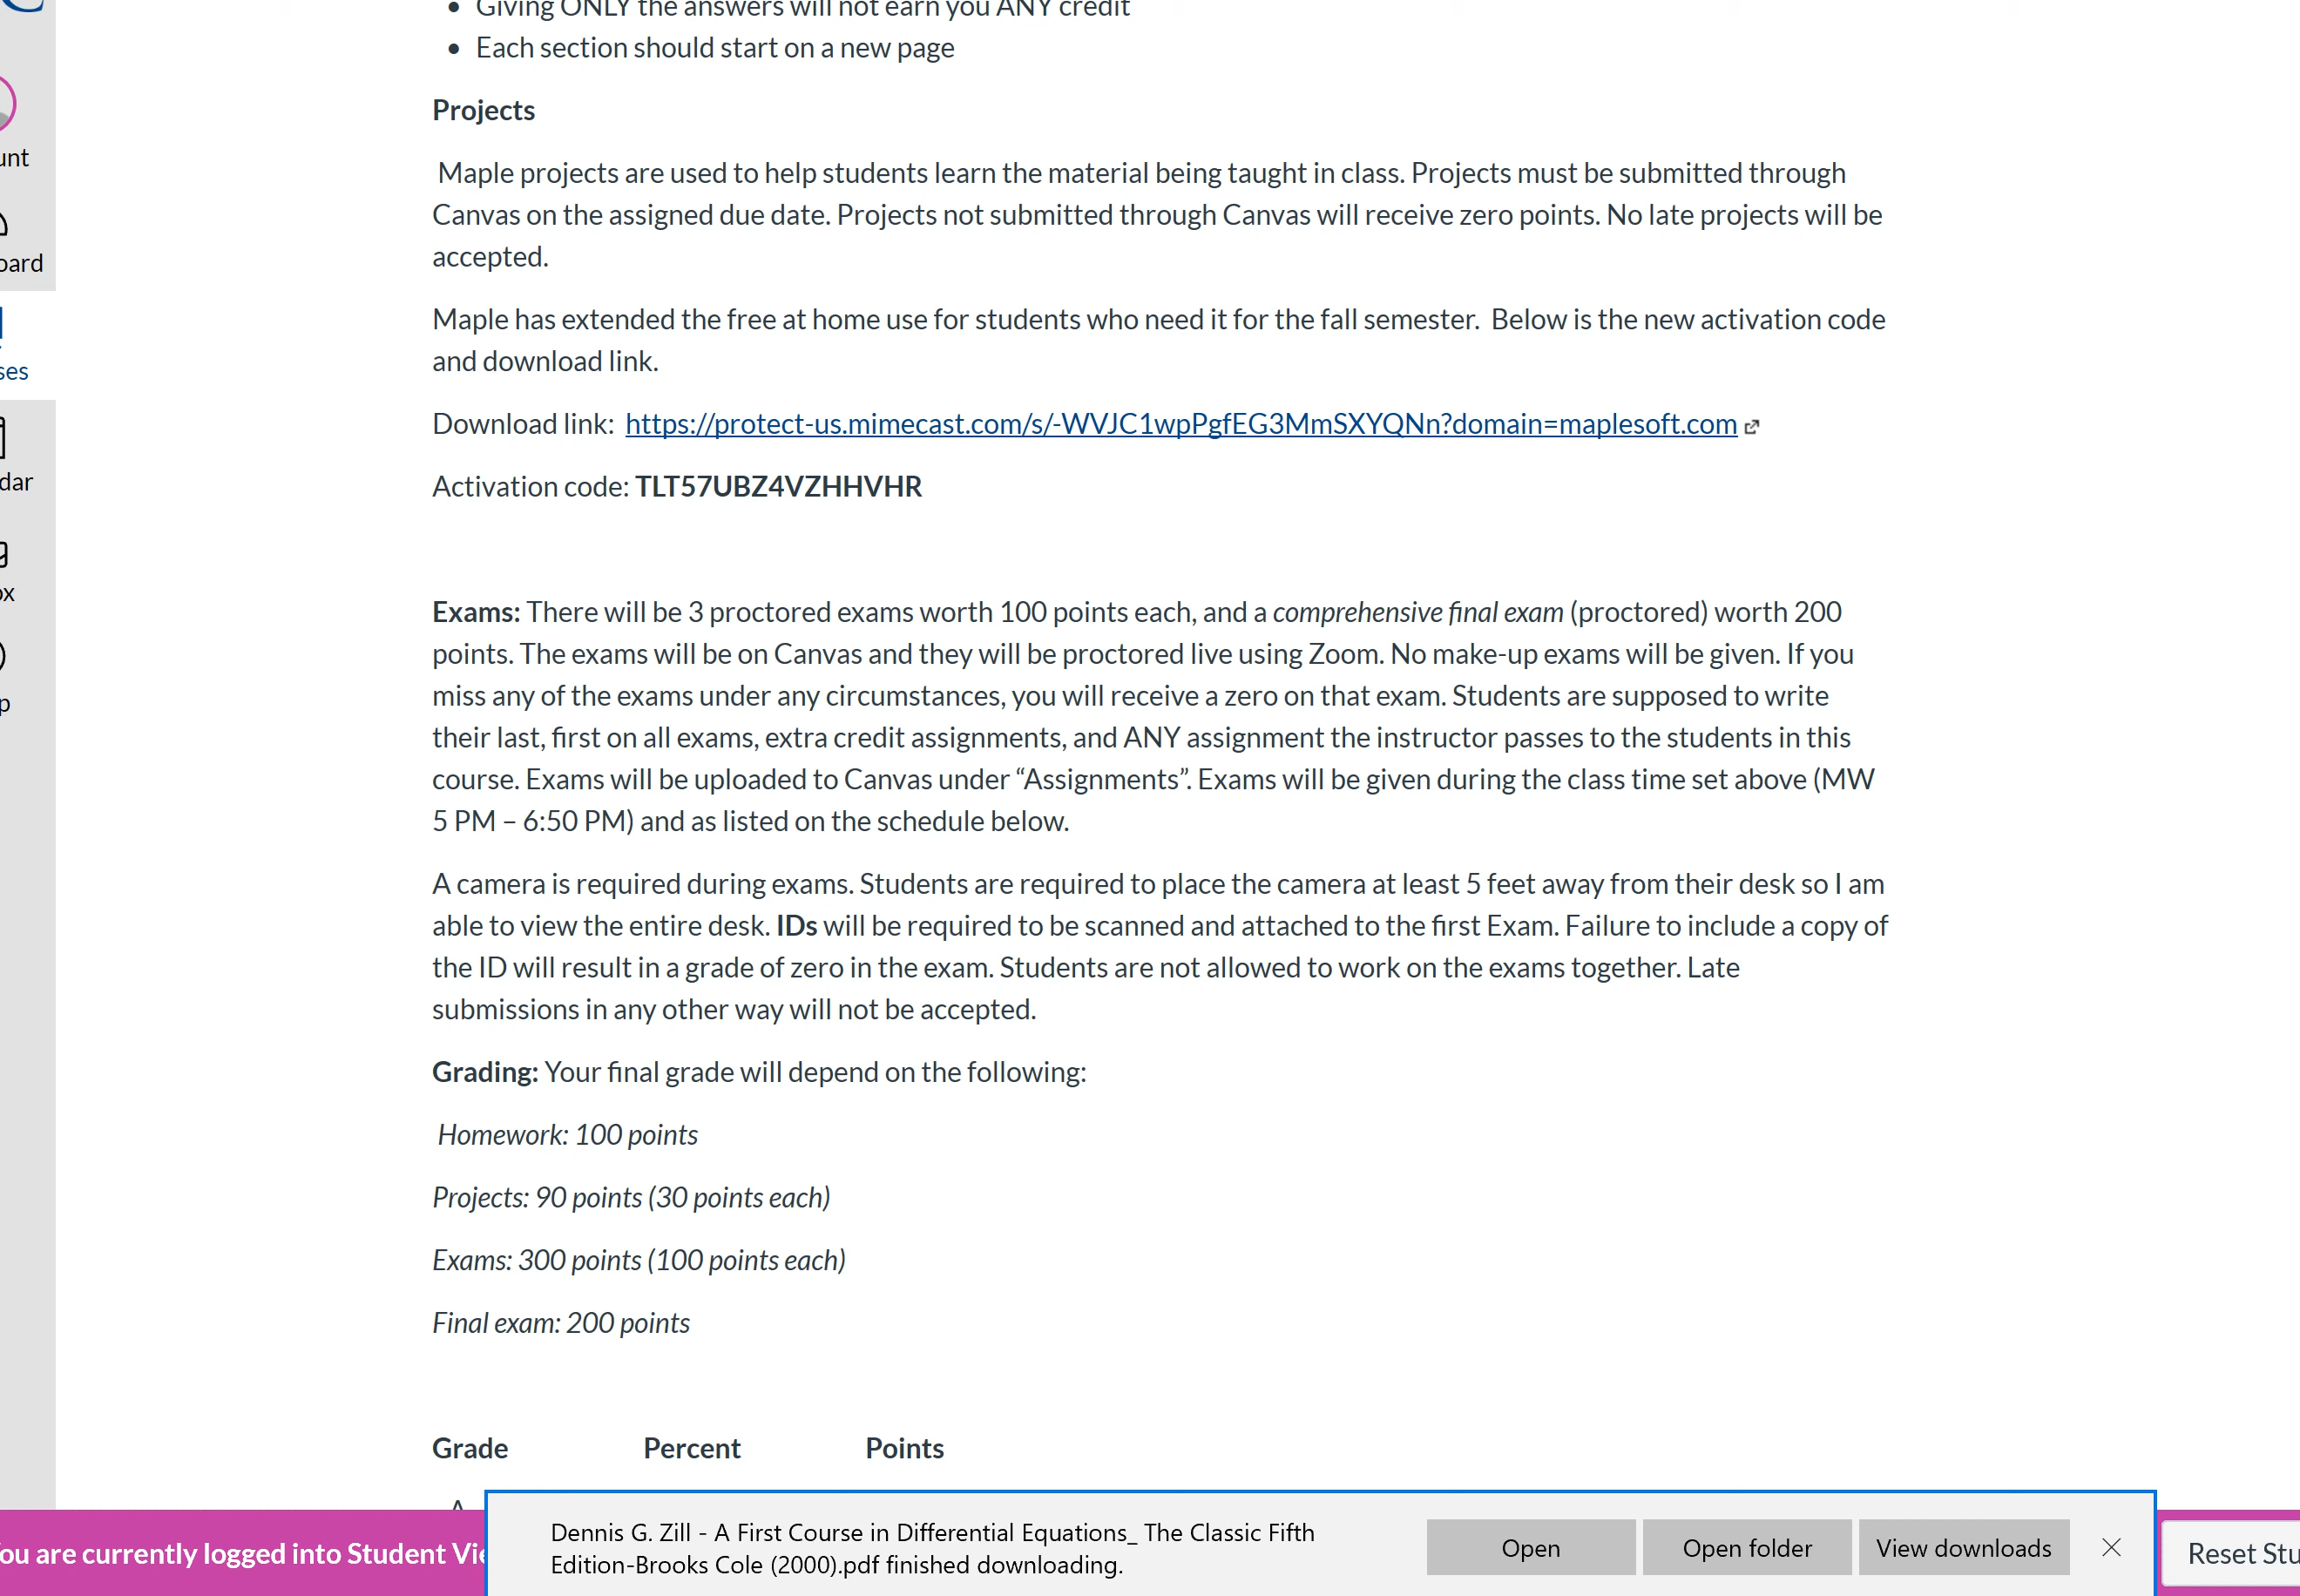 Giving ONLY the answers will not earn you ANY credit
Each section should start on a new page
Projects
Maple projects are used to help students learn the material being taught in class. Projects must be submitted through
Canvas on the assigned due date. Projects not submitted through Canvas will receive zero points. No late projects will be
accepted.
Maple has extended the free at home use for students who need it for the fall semester. Below is the new activation code
and download link.
Download link: https://protect-us.mimecast.com/s/-WVJC1wpPgfEG3MmSXYQNn?domain=maplesoft.com
Activation code: TLT57UBZ4VZHHVHR
Exams: There will be 3 proctored exams worth 100 points each, and a comprehensive final exam (proctored) worth 200
points. The exams will be on Canvas and they will be proctored live using Zoom. No make-up exams will be given. If you
miss any of the exams under any circumstances, you will receive a zero on that exam. Students are supposed to write
their last, first on all exams, extra credit assignments, and ANY assignment the instructor passes to the students in this
course. Exams will be uploaded to Canvas under “Assignments”. Exams will be given during the class time set above (MW
5 PM – 6:50 PM) and as listed on the schedule below.
A camera is required during exams. Students are required to place the camera at least 5 feet away from their desk so I am
able to view the entire desk. IDs will be required to be scanned and attached to the first Exam. Failure to include a copy of
the ID will result in a grade of zero in the exam. Students are not allowed to work on the exams together. Late
submissions in any other way will not be accepted.
Grading: Your final grade will depend on the following:
Homework: 100 points
Projects: 90 points (30 points each)
Exams: 300 points (100 points each)
Final exam: 200 points
Grade Percent Points
A
unt
oard
ses
dar
ox
p
ou are currently logged into Student Vie
Dennis G. Zill - A First Course in Differential Equations_ The Classic Fifth
Edition-Brooks Cole (2000).pdf finished downloading.
Open
Open folder
View downloads
Reset Stu